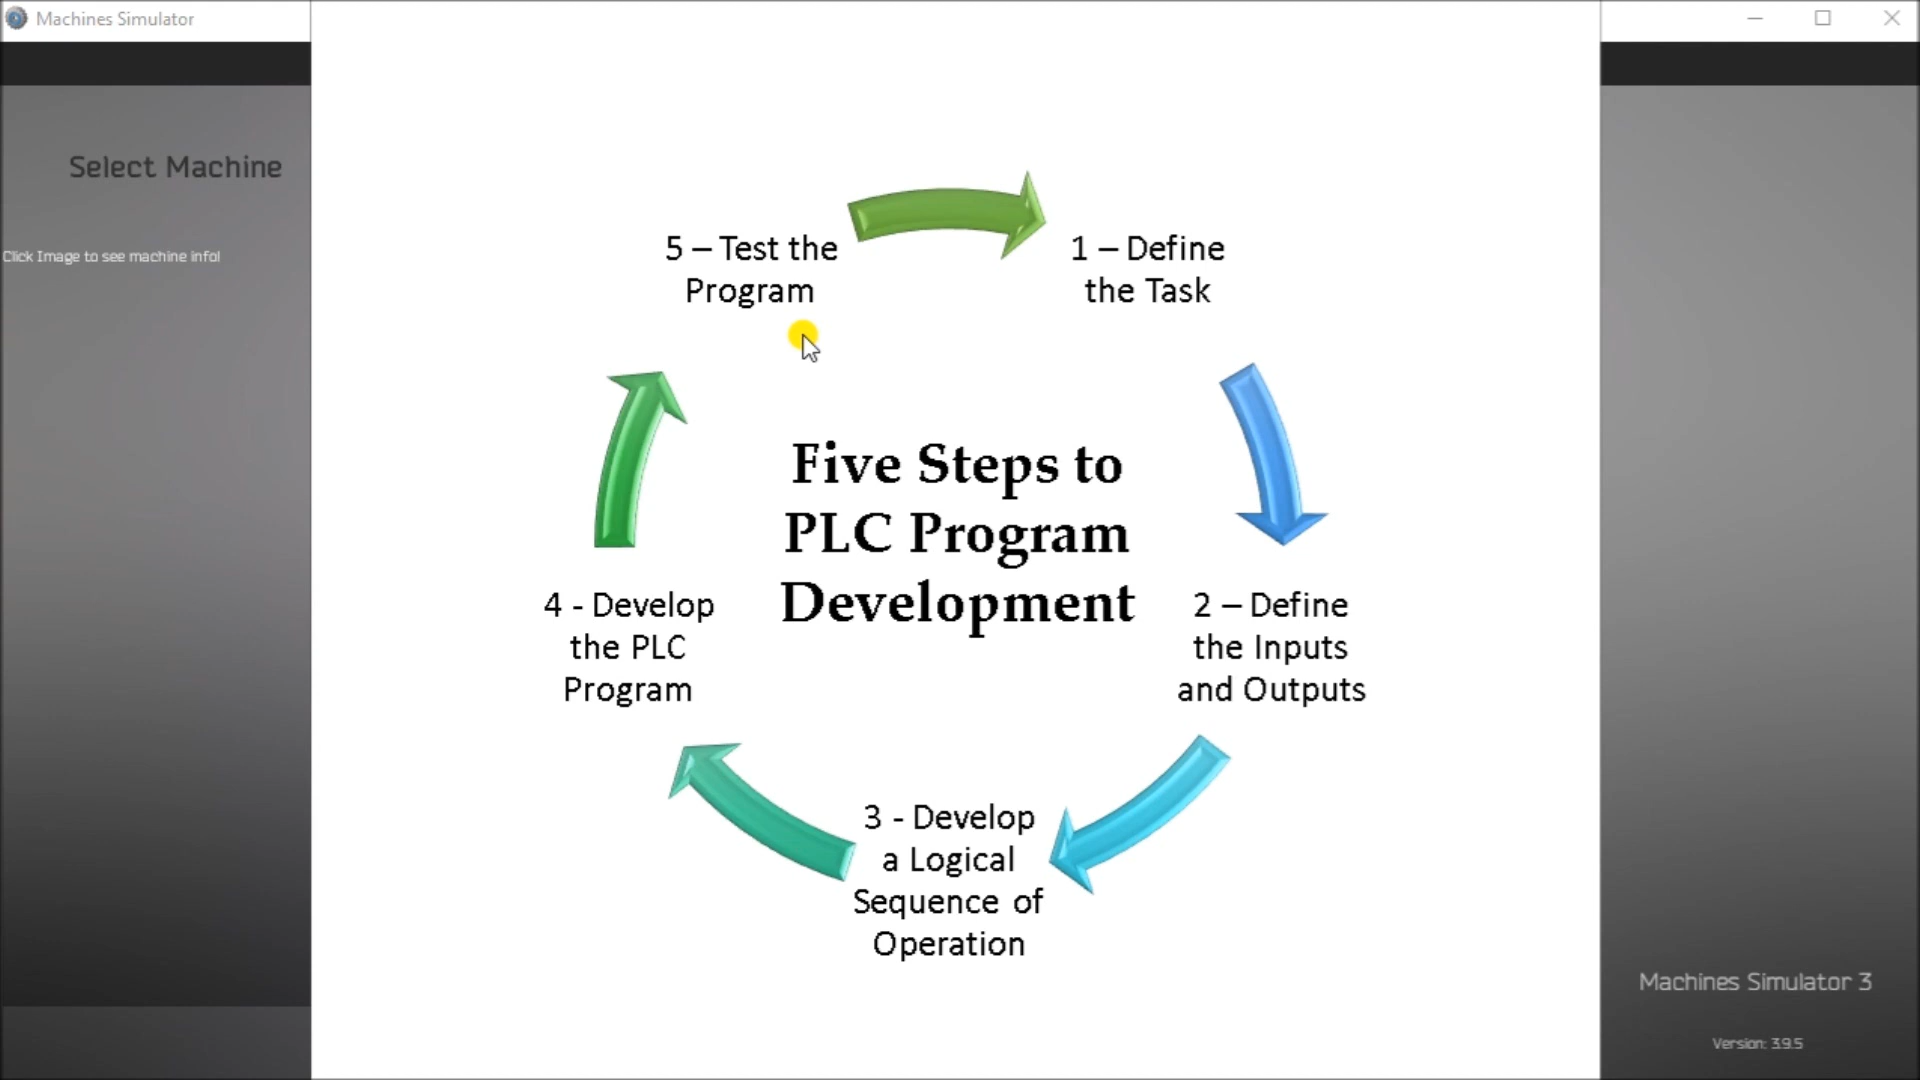 Machines Simulator
Select Machine
Click Image to see machine info!
5 – Test the
Program
1 – Define
the Task
Five Steps to
PLC Program
Development
4 - Develop
the PLC
Program
2 – Define
the Inputs
and Outputs
3 - Develop
a Logical
Sequence of
Operation
Machines Simulator 3
Version: 3.9.5